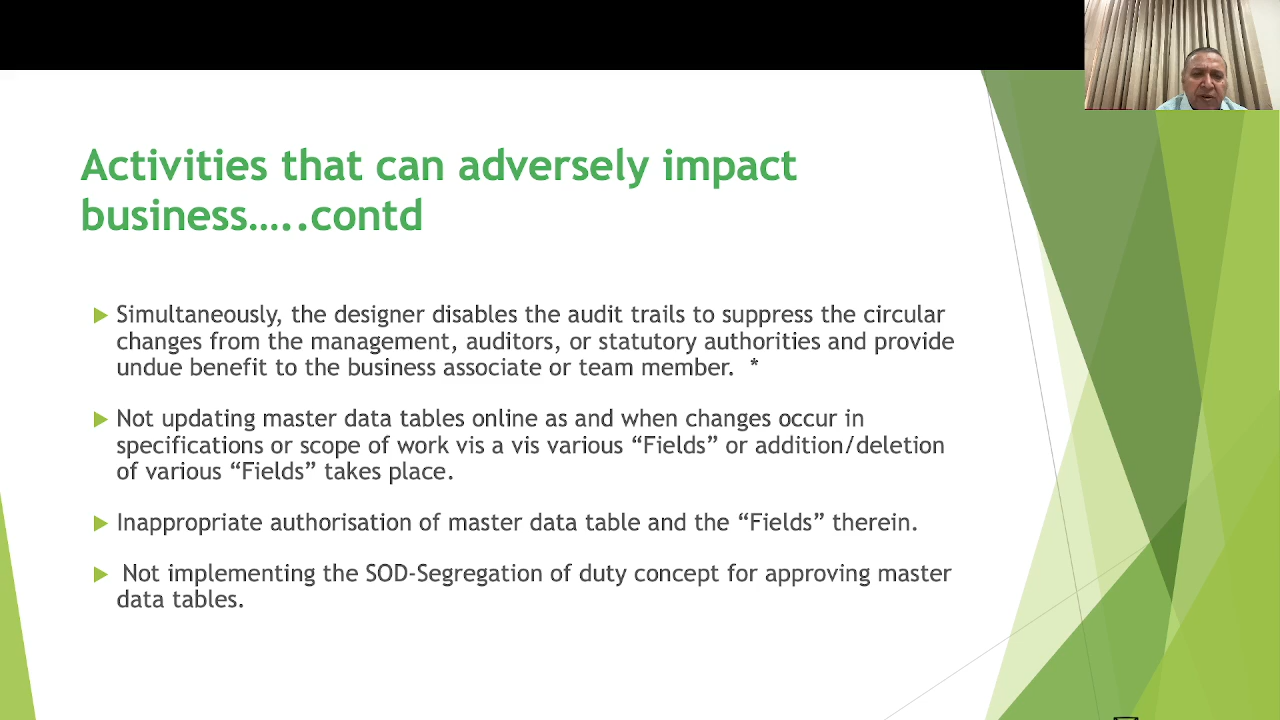 Activities that can adversely impact
business…..contd
Simultaneously, the designer disables the audit trails to suppress the circular
changes from the management, auditors, or statutory authorities and provide
undue benefit to the business associate or team member. *
Not updating master data tables online as and when changes occur in
specifications or scope of work vis a vis various “Fields” or addition/deletion
of various “Fields” takes place.
Inappropriate authorisation of master data table and the “Fields” therein.
Not implementing the SOD-Segregation of duty concept for approving master
data tables.